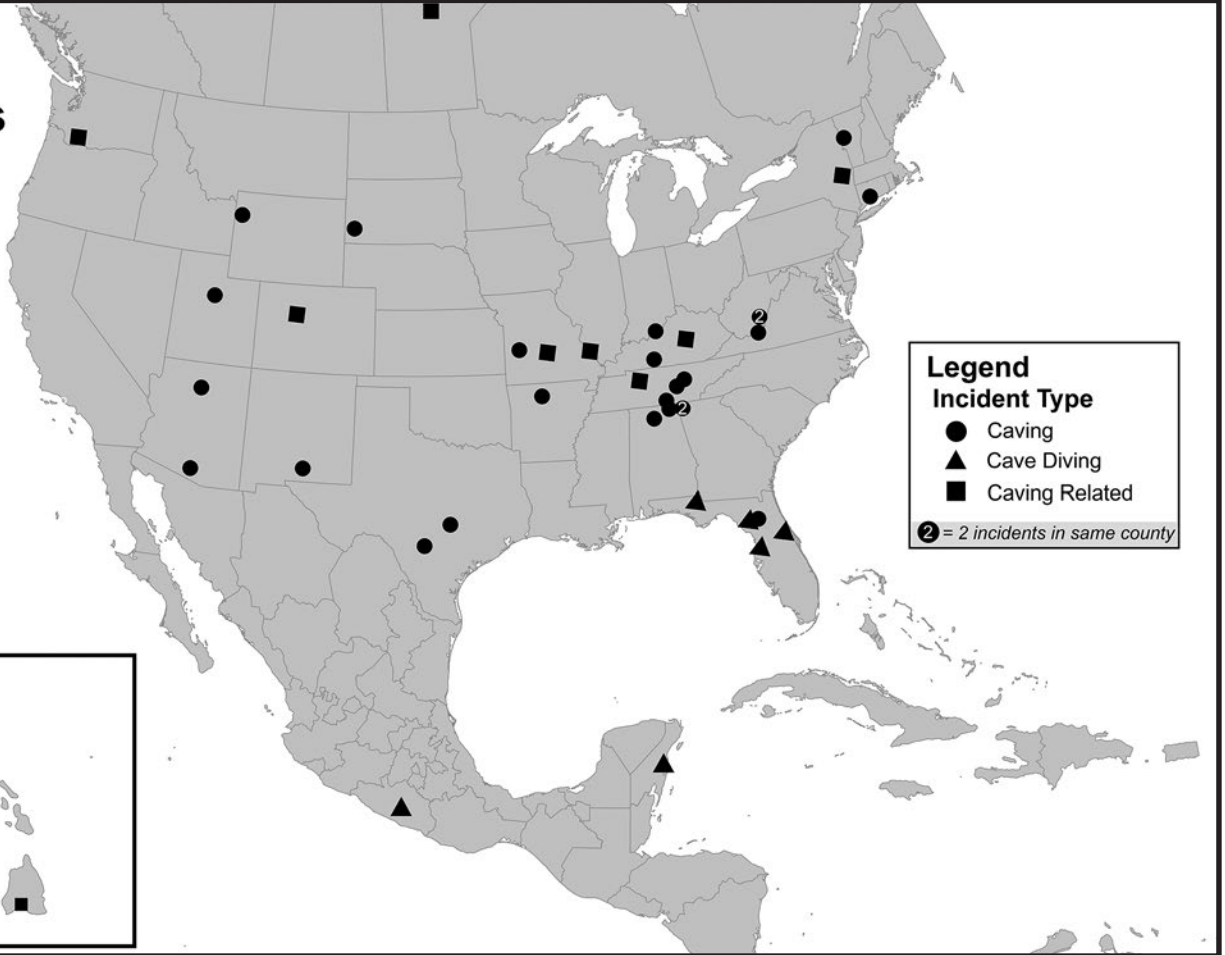 s
2
2
Legend
Incident Type
Caving
Cave Diving
Caving Related
2 = 2 incidents in same county